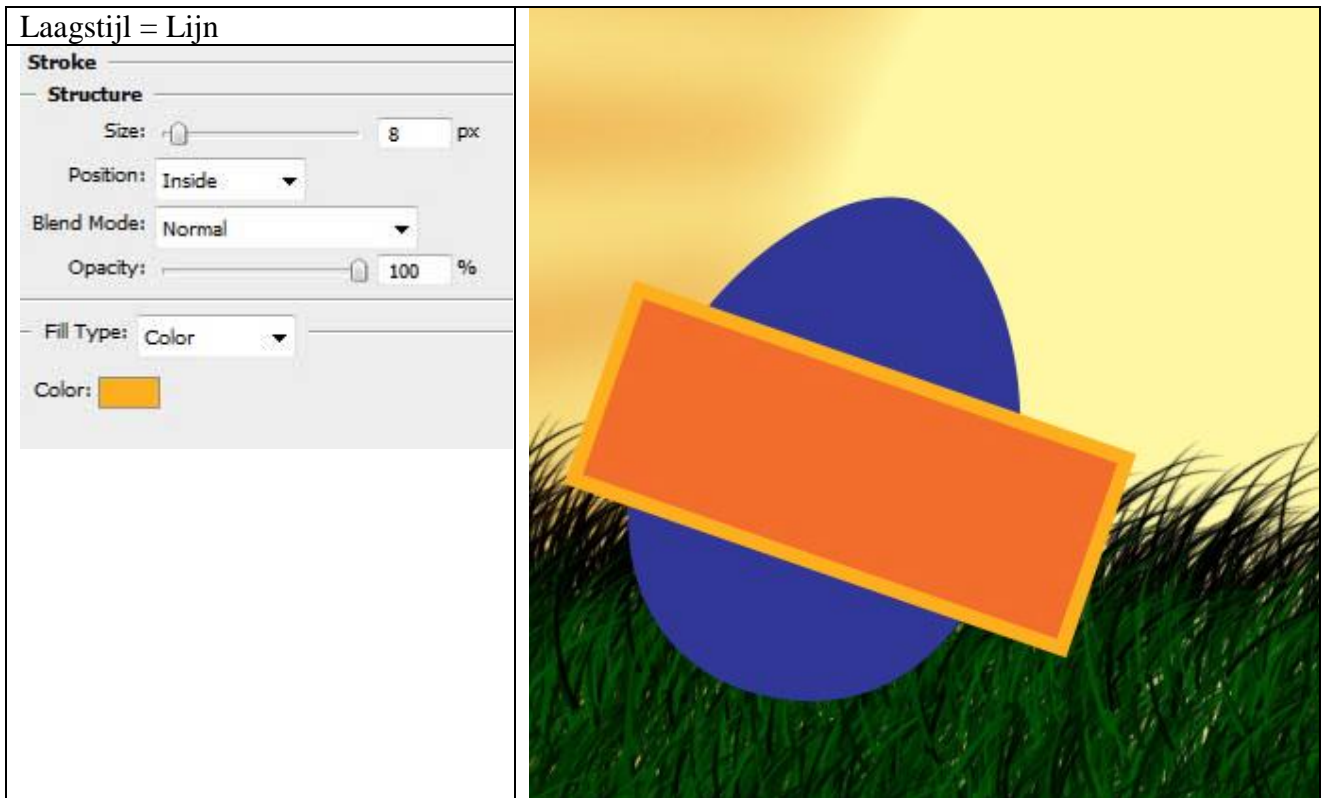 Laagstijl = Lijn
Stroke
Structure
Size: 8 px
Position: Inside
Blend Mode: Normal
Opacity: 100 %
Fill Type: Color
Color: